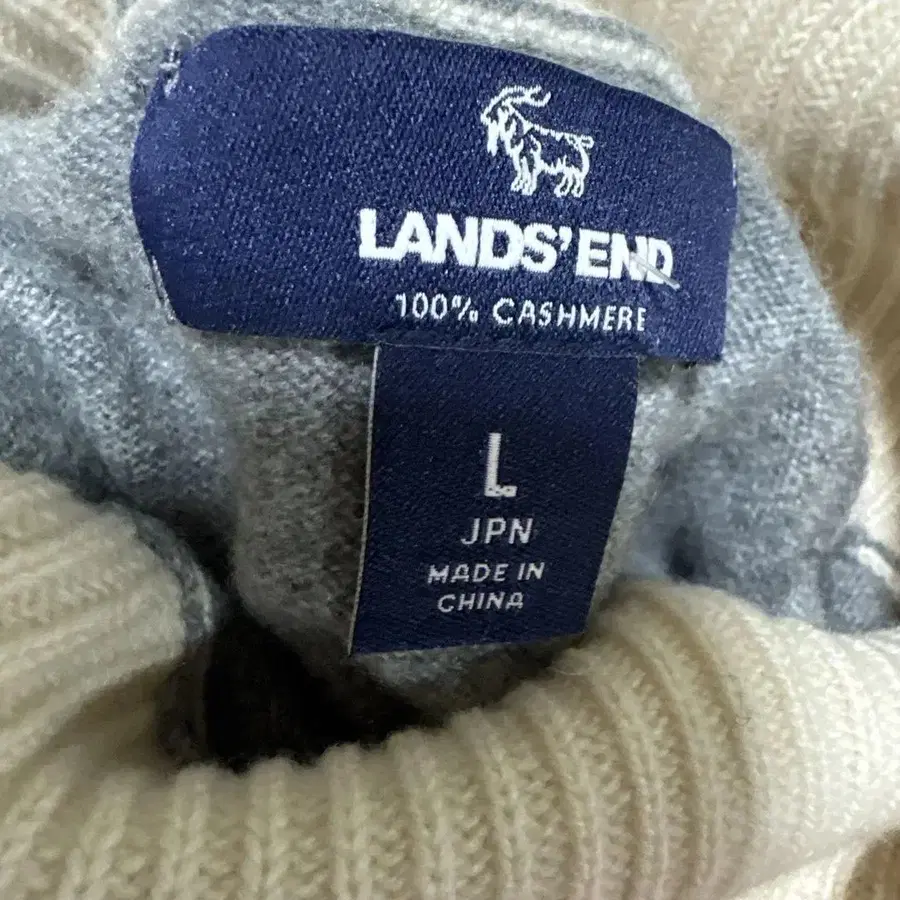 LANDS' END
100% CASHMERE
L
JPN
MADE IN
CHINA